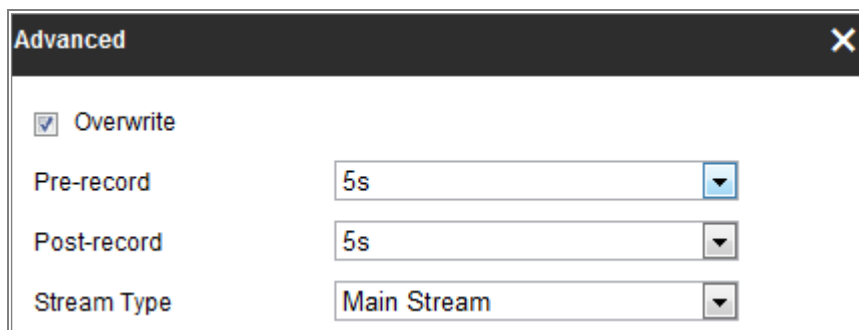 Advanced
Overwrite
Pre-record 5s
Post-record 5s
Stream Type Main Stream